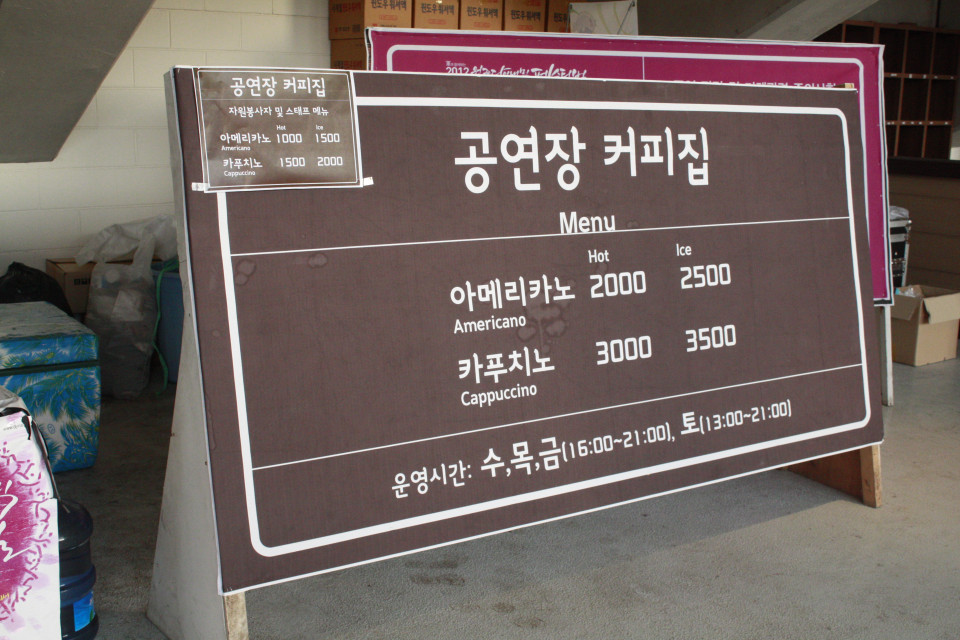 공연장 커피집
자원봉사자 및 스태프 메뉴
Hot Ice
아메리카노 1000 1500
Americano
카푸치노 1500 2000
Cappuccino
공연장 커피집
Menu
Hot Ice
아메리카노 2000 2500
Americano
카푸치노 3000 3500
Cappuccino
운영시간: 수,목,금(16:00~21:00), 토(13:00~21:00)
2012